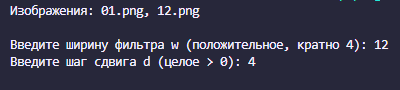 Изображения: 01.png, 12.png
Введите ширину фильтра w (положительное, кратно 4): 12
Введите шаг сдвига d (целое > 0): 4